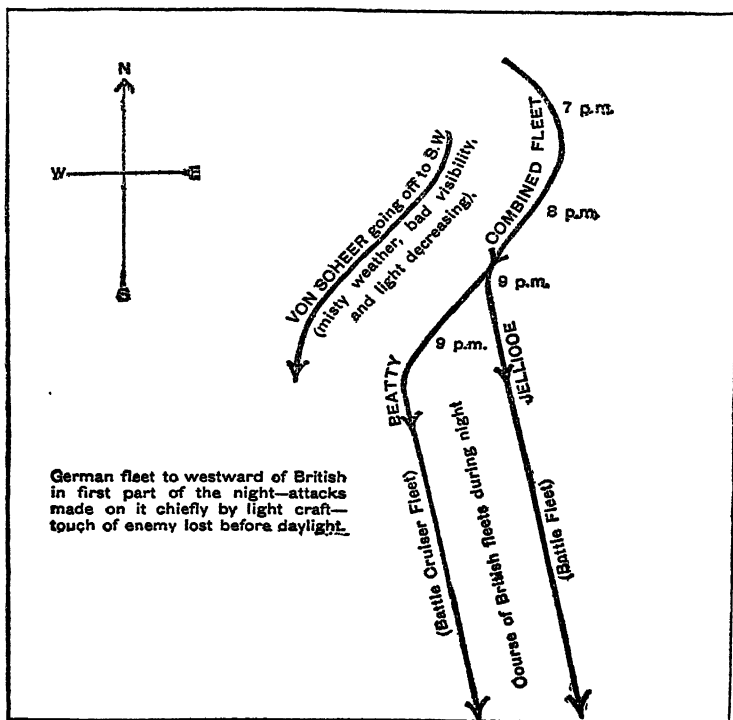 N
W
E
S
7 p.m.
COMBINED FLEET
8 p.m.
VON SCHEER going off to S.W
(misty weather, bad visibility,
and light decreasing).
9 p.m.
9 p.m.
BEATTY
JELLICOE
German fleet to westward of British
in first part of the night—attacks
made on it chiefly by light craft—
touch of enemy lost before daylight.
(Battle Cruiser Fleet)
Course of British fleets during night
(Battle Fleet)